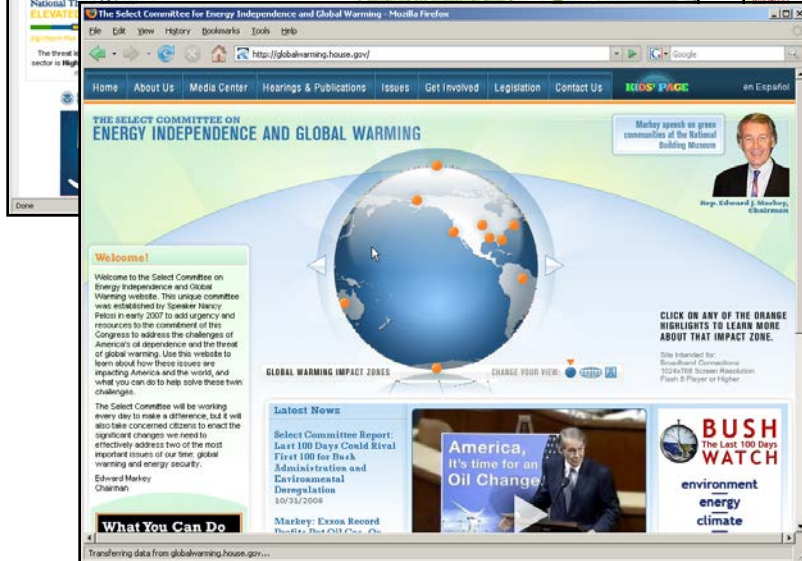 National Th
ELEVATED
The threat le
sector is High
Done
The Select Committee for Energy Independence and Global Warming - Mozilla Firefox
File Edit View History Bookmarks Tools Help
http://globalwarming.house.gov/
Google
Home About Us Media Center Hearings & Publications Issues Get Involved Legislation Contact Us KIDS' PAGE en Español
THE SELECT COMMITTEE ON
ENERGY INDEPENDENCE AND GLOBAL WARMING
Markey speech on green
communities at the National
Building Museum
Rep. Edward J. Markey,
Chairman
Welcome!
Welcome to the Select Committee on
Energy Independence and Global
Warming website. This unique committee
was established by Speaker Nancy
Pelosi in early 2007 to add urgency and
resources to the commitment of this
Congress to address the challenges of
America's oil dependence and the threat
of global warming. Use this website to
learn about how these issues are
impacting America and the world, and
what you can do to help solve these twin
challenges.
The Select Committee will be working
every day to make a difference, but it will
also take concerned citizens to enact the
significant changes we need to
effectively address two of the most
important issues of our time: global
warming and energy security.
Edward Markey
Chairman
What You Can Do
CLICK ON ANY OF THE ORANGE
HIGHLIGHTS TO LEARN MORE
ABOUT THAT IMPACT ZONE.
Site Intended for:
Broadband Connections
1024x768 Screen Resolution
Flash 8 Player or Higher
GLOBAL WARMING IMPACT ZONES
CHANGE YOUR VIEW:
Latest News
Select Committee Report:
Last 100 Days Could Rival
First 100 for Bush
Administration and
Environmental
Deregulation
10/31/2008
Markey: Exxon Record
America,
It's time for an
Oil Change!
BUSH
The Last 100 Days
WATCH
environment
energy
climate
Transferring data from globalwarming.house.gov...